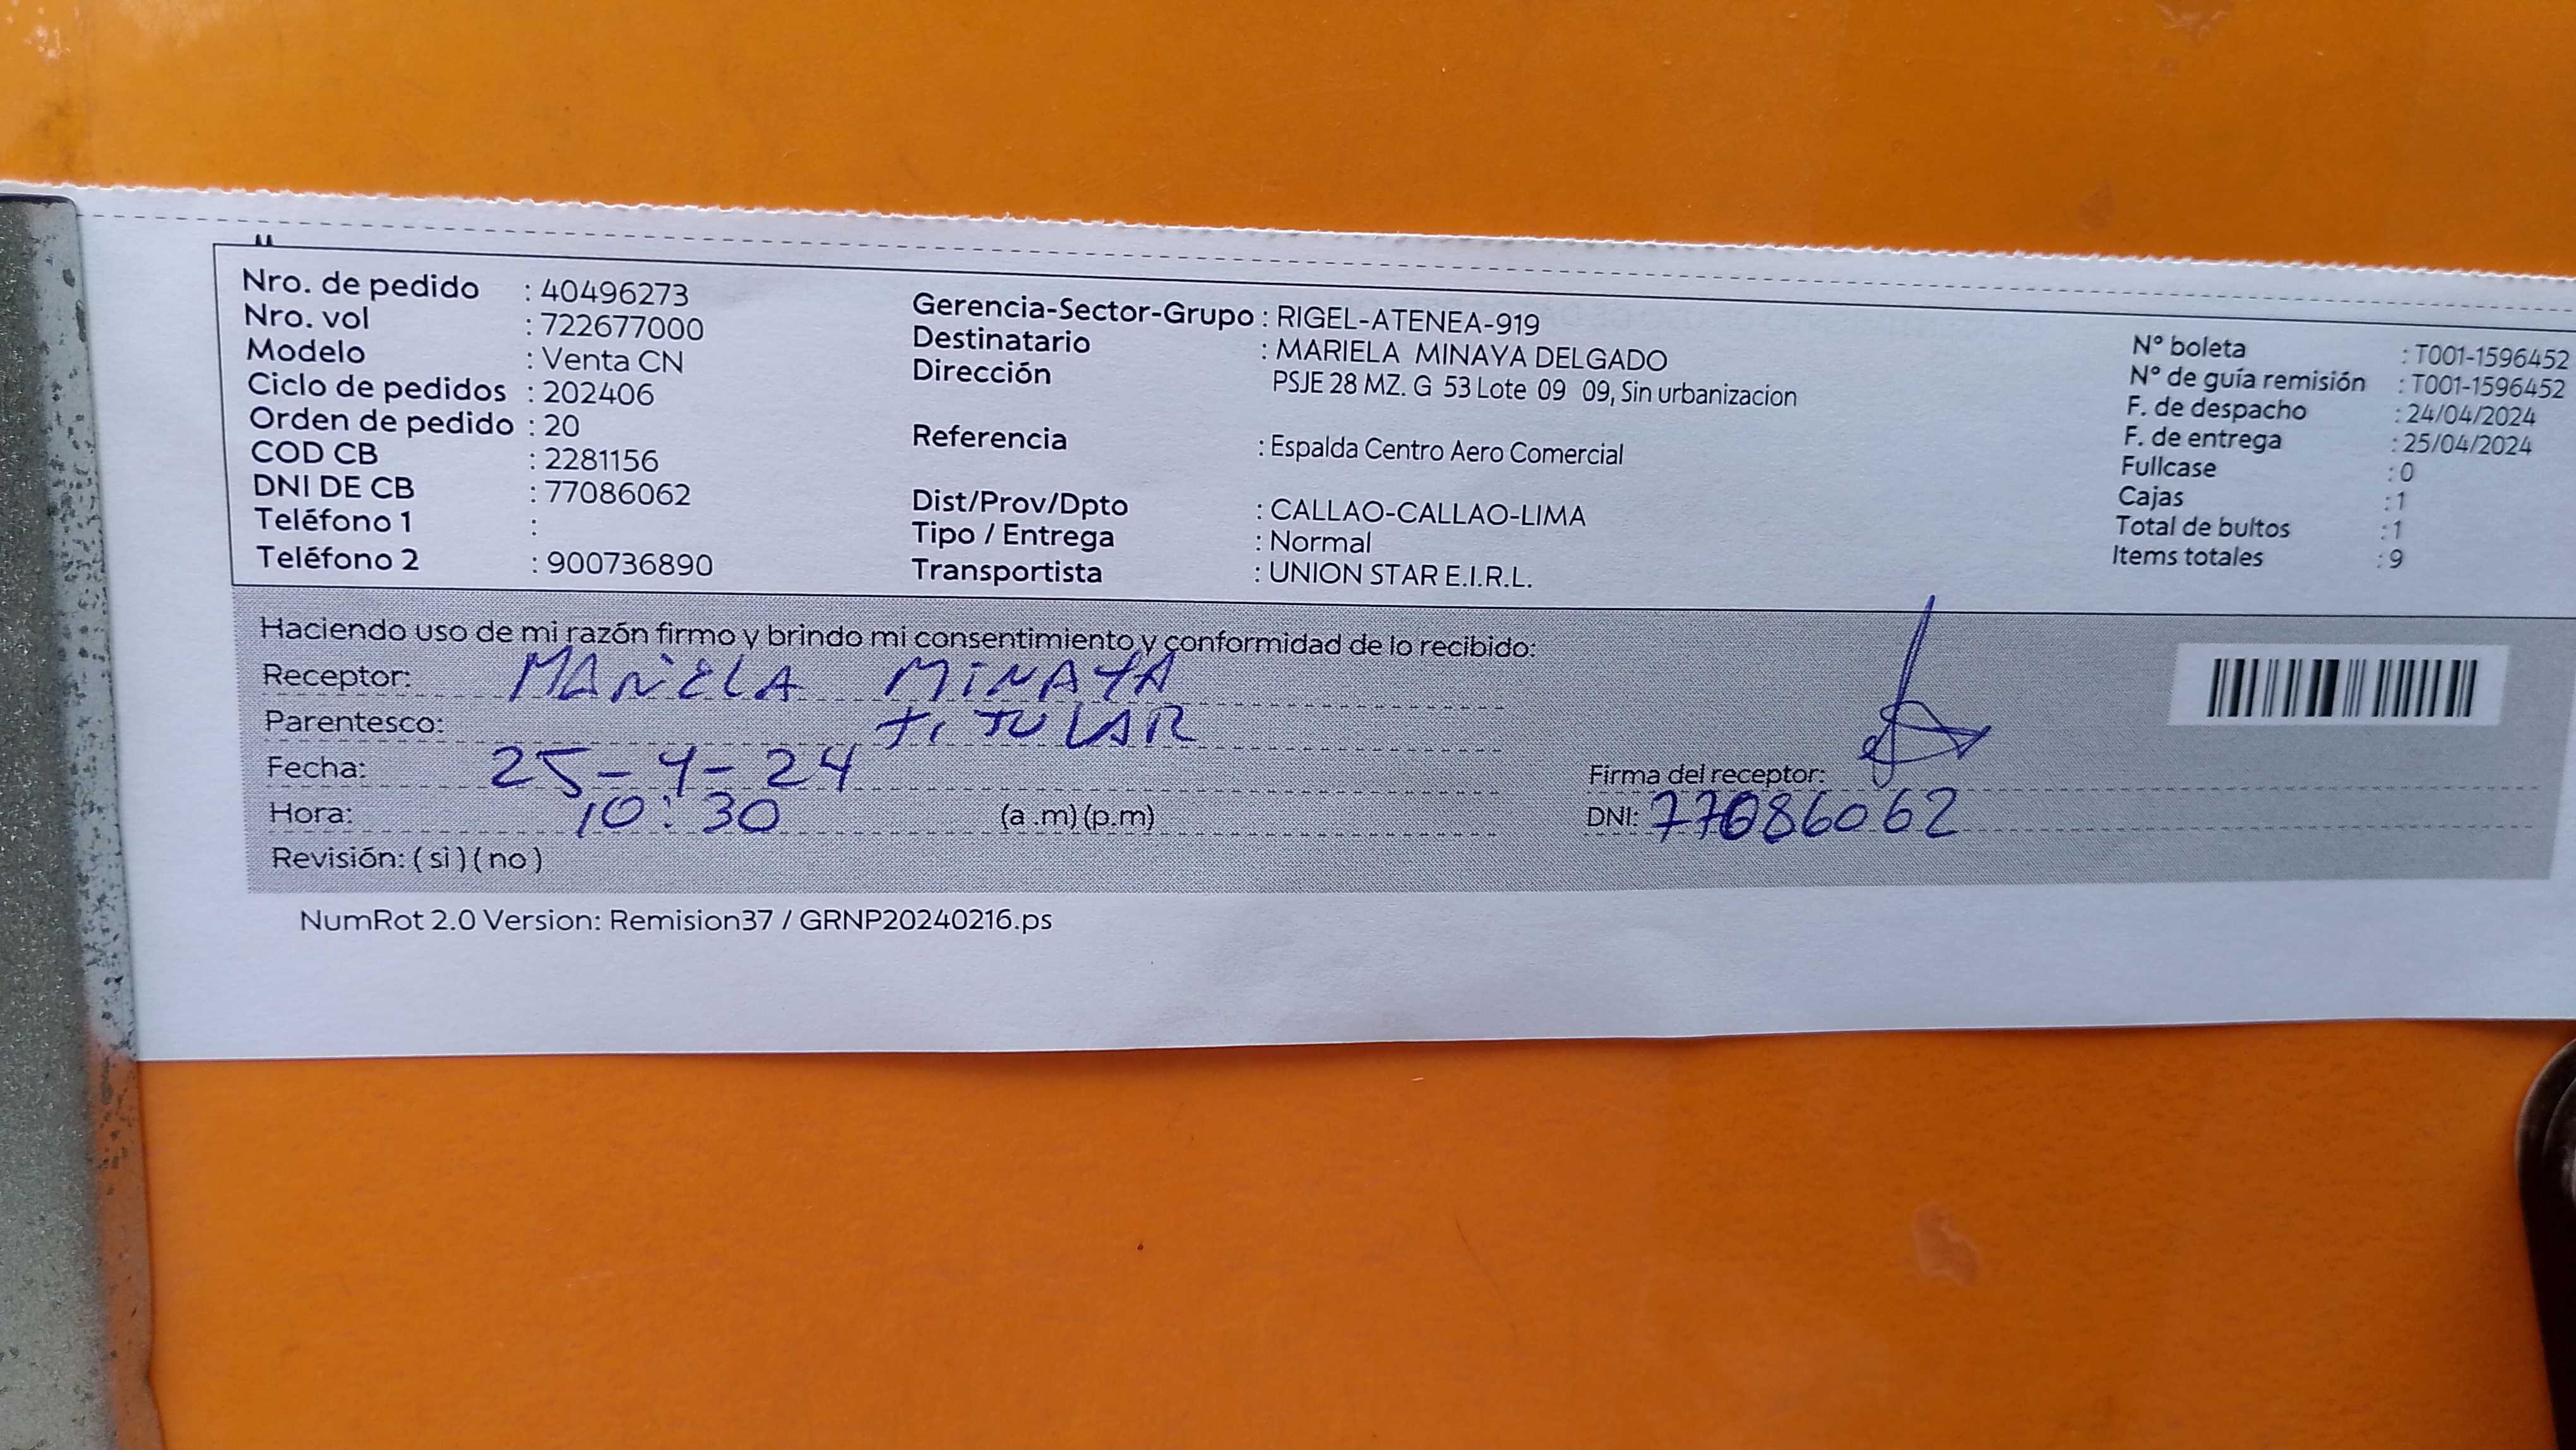 Nro. de pedido : 40496273
Nro. vol : 722677000
Modelo : Venta CN
Ciclo de pedidos : 202406
Orden de pedido : 20
COD CB : 2281156
DNI DE CB : 77086062
Teléfono 1 :
Teléfono 2 : 900736890
Gerencia-Sector-Grupo : RIGEL-ATENEA-919
Destinatario : MARIELA MINAYA DELGADO
Dirección PSJE 28 MZ. G 53 Lote 09 09, Sin urbanizacion
Referencia : Espalda Centro Aero Comercial
Dist/Prov/Dpto : CALLAO-CALLAO-LIMA
Tipo / Entrega : Normal
Transportista : UNION STAR E.I.R.L.
N° boleta : T001-1596452
N° de guía remisión : T001-1596452
F. de despacho : 24/04/2024
F. de entrega : 25/04/2024
Fullcase : 0
Cajas : 1
Total de bultos : 1
Items totales : 9
Haciendo uso de mi razón firmo y brindo mi consentimiento y conformidad de lo recibido:
Receptor: MARiELA MiNAYA
Parentesco: TiTULAR
Fecha: 25-4-24
Hora: 10:30 (a.m)(p.m)
Revisión: (si)(no)
Firma del receptor:
DNI: 77086062
NumRot 2.0 Version: Remision37 / GRNP20240216.ps